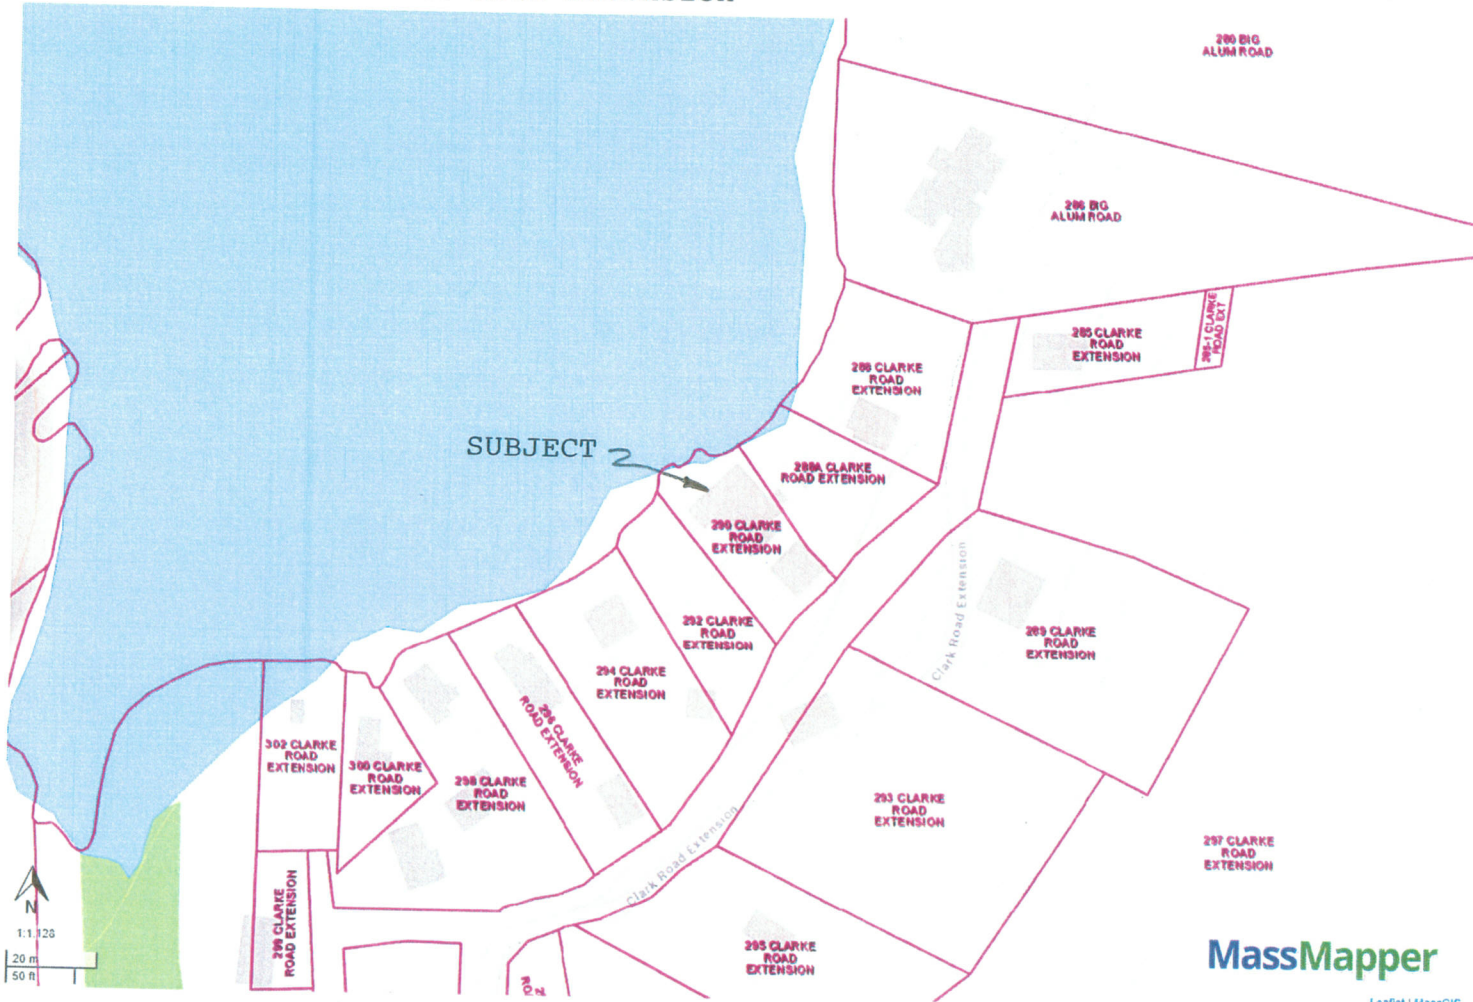 280 BIG
ALUM ROAD
286 BIG
ALUM ROAD
285 CLARKE
ROAD
EXTENSION
285-1 CLARKE
ROAD EXT
288 CLARKE
ROAD
EXTENSION
SUBJECT
288A CLARKE
ROAD EXTENSION
290 CLARKE
ROAD
EXTENSION
Clark Road Extension
289 CLARKE
ROAD
EXTENSION
292 CLARKE
ROAD
EXTENSION
294 CLARKE
ROAD
EXTENSION
296 CLARKE
ROAD EXTENSION
302 CLARKE
ROAD
EXTENSION
300 CLARKE
ROAD
EXTENSION
298 CLARKE
ROAD
EXTENSION
293 CLARKE
ROAD
EXTENSION
297 CLARKE
ROAD
EXTENSION
Clark Road Extension
299 CLARKE
ROAD EXTENSION
295 CLARKE
ROAD
EXTENSION
N
1:1,128
20 m
50 ft
MassMapper
Leaflet | MassGIS